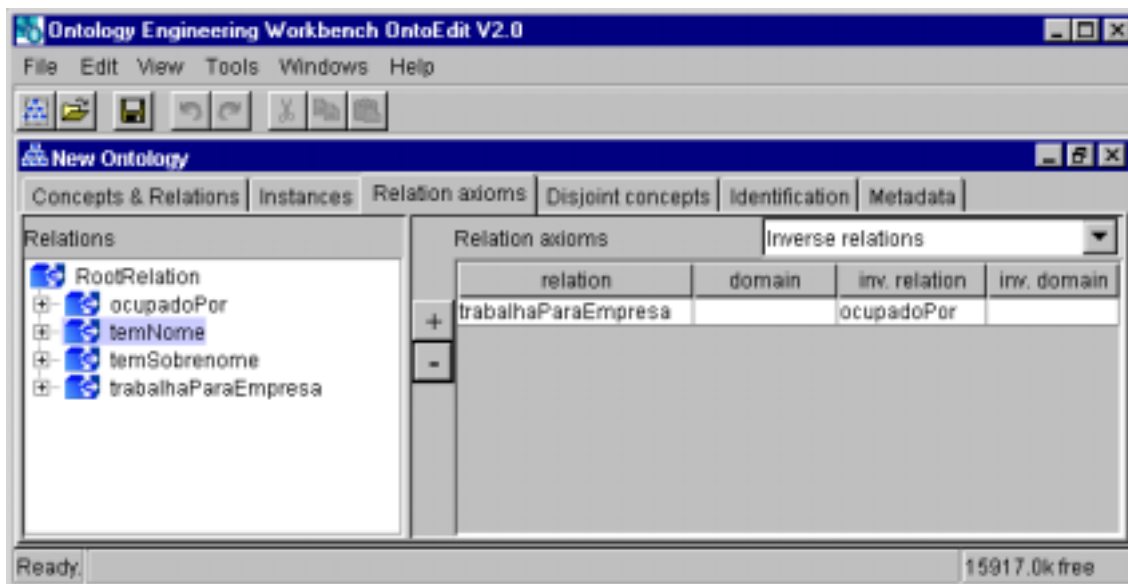 Ontology Engineering Workbench OntoEdit V2.0
File Edit View Tools Windows Help
New Ontology
Concepts & Relations Instances Relation axioms Disjoint concepts Identification Metadata
Relations
RootRelation
ocupadoPor
temNome
temSobrenome
trabalhaParaEmpresa
Relation axioms Inverse relations
relation domain inv. relation inv. domain
trabalhaParaEmpresa ocupadoPor
+
-
Ready. 15917.0k free